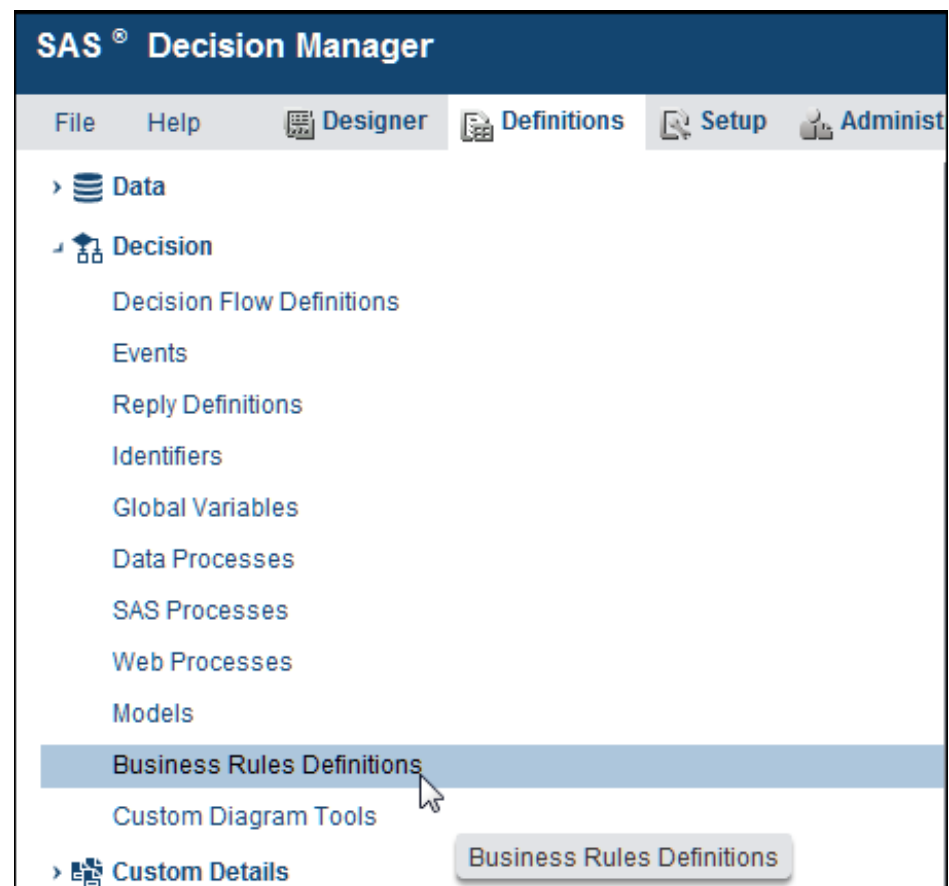 SAS ® Decision Manager
File Help Designer Definitions Setup Administ
Data
Decision
Decision Flow Definitions
Events
Reply Definitions
Identifiers
Global Variables
Data Processes
SAS Processes
Web Processes
Models
Business Rules Definitions
Custom Diagram Tools
Business Rules Definitions
Custom Details